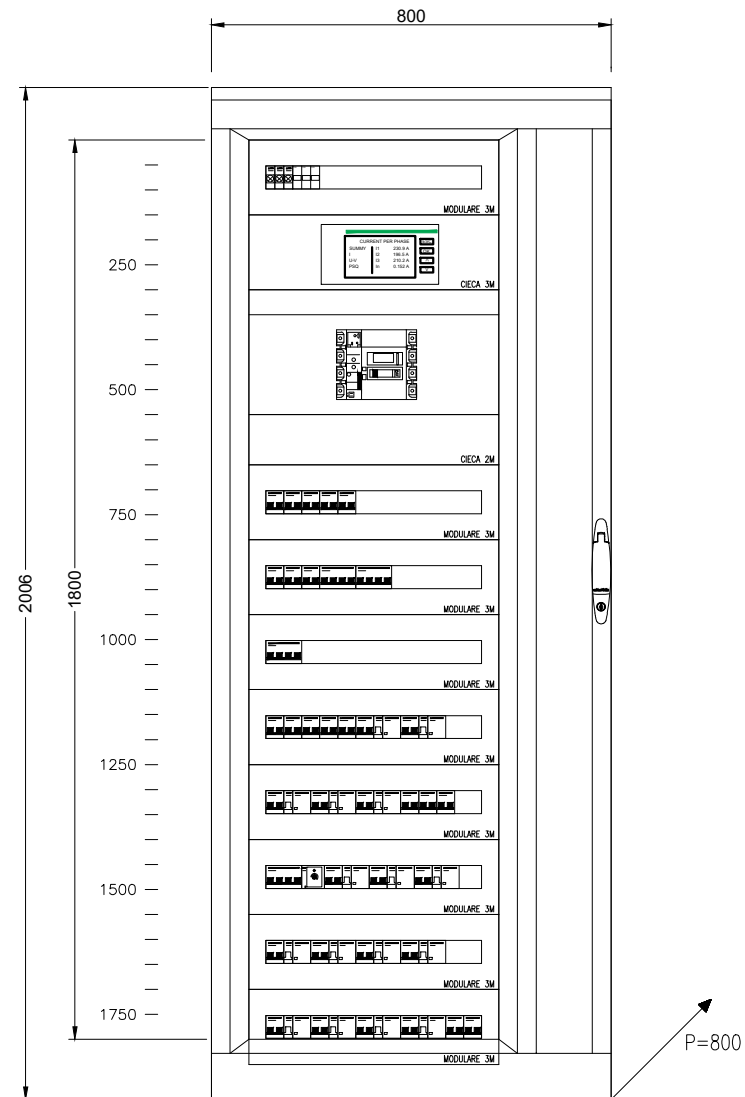 800
2006
1800
MODULARE 3M
CURRENT PER PHASE
SUMMY I1 230.9 A
I I2 196.5 A
U-V I3 210.2 A
PSQ In 0.152 A
250
CIECA 3M
500
CIECA 2M
750
MODULARE 3M
MODULARE 3M
1000
MODULARE 3M
1250
MODULARE 3M
MODULARE 3M
1500
MODULARE 3M
MODULARE 3M
1750
MODULARE 3M
P=800